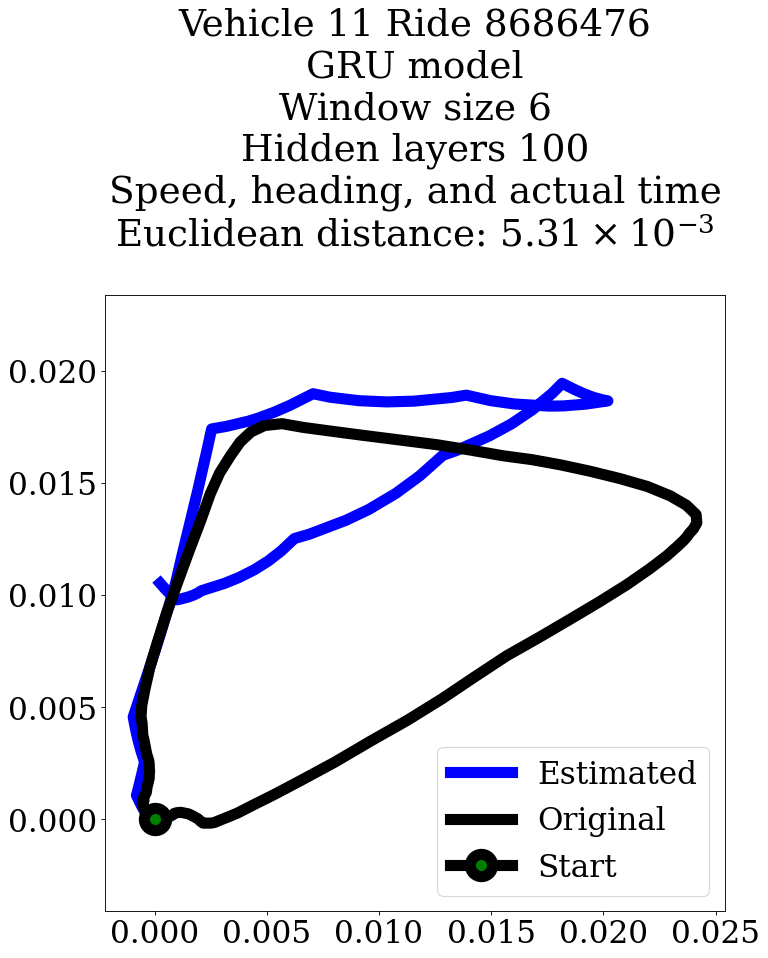 Vehicle 11 Ride 8686476
GRU model
Window size 6
Hidden layers 100
Speed, heading, and actual time
Euclidean distance: 5.31 × 10⁻³
0.020
0.015
0.010
0.005
0.000
Estimated
Original
Start
0.000 0.005 0.010 0.015 0.020 0.025